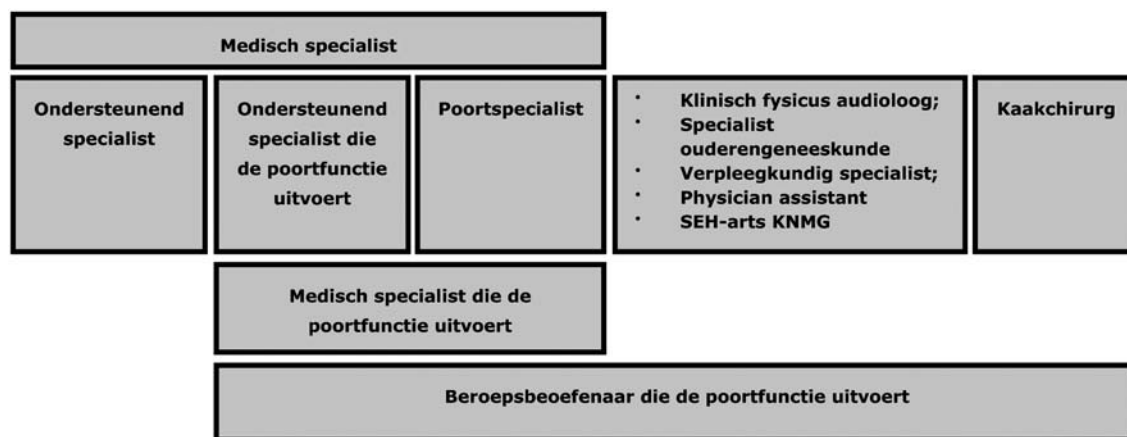 Medisch specialist
Ondersteunend
specialist
Ondersteunend
specialist die
de poortfunctie
uitvoert
Poortspecialist
· Klinisch fysicus audioloog;
· Specialist
ouderengeneeskunde
· Verpleegkundig specialist;
· Physician assistant
· SEH-arts KNMG
Kaakchirurg
Medisch specialist die de
poortfunctie uitvoert
Beroepsbeoefenaar die de poortfunctie uitvoert